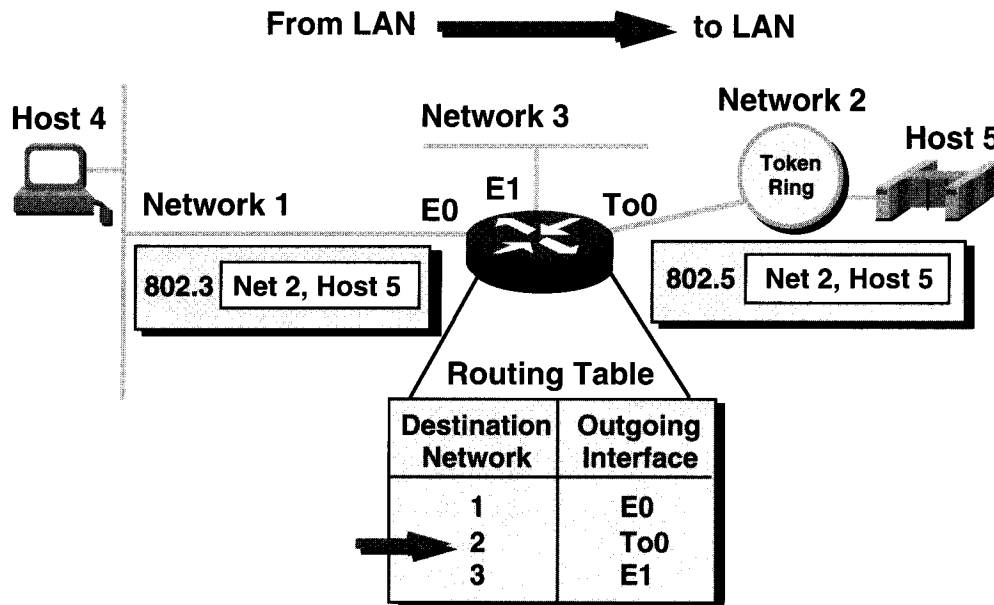 From LAN to LAN
Host 4
Network 3
Network 2
Host 5
Token
Ring
Network 1
E0
E1
To0
802.3 Net 2, Host 5
802.5 Net 2, Host 5
Routing Table
Destination
Network
Outgoing
Interface
1 E0
2 To0
3 E1